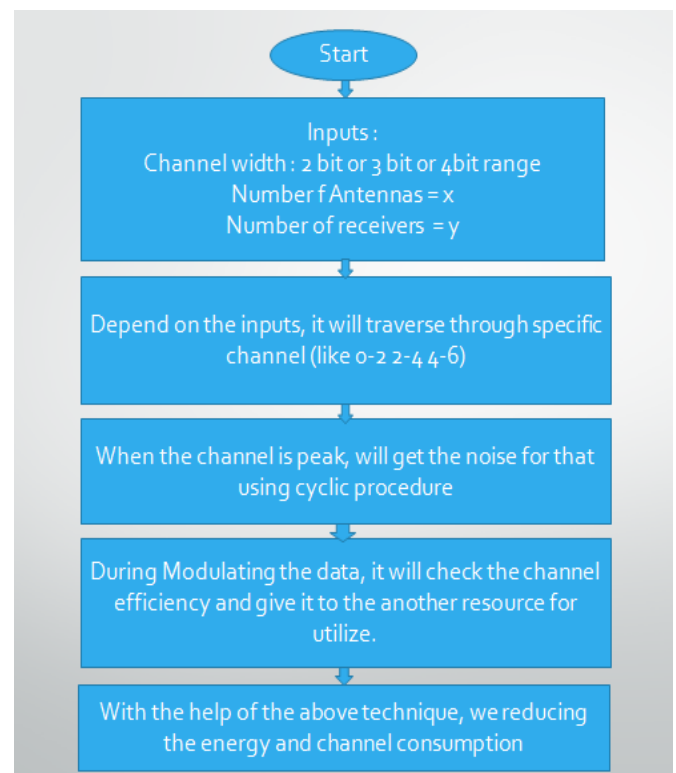 Start
Inputs :
Channel width : 2 bit or 3 bit or 4bit range
Number f Antennas = x
Number of receivers = y
Depend on the inputs, it will traverse through specific
channel (like 0-2 2-4 4-6)
When the channel is peak, will get the noise for that
using cyclic procedure
During Modulating the data, it will check the channel
efficiency and give it to the another resource for
utilize.
With the help of the above technique, we reducing
the energy and channel consumption